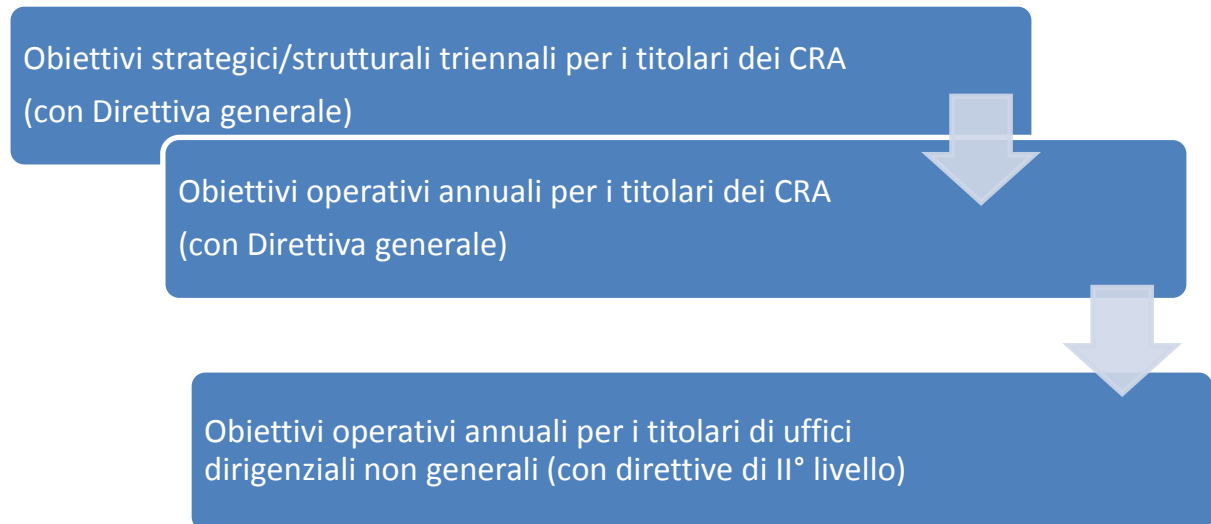 Obiettivi strategici/strutturali triennali per i titolari dei CRA
(con Direttiva generale)
Obiettivi operativi annuali per i titolari dei CRA
(con Direttiva generale)
Obiettivi operativi annuali per i titolari di uffici
dirigenziali non generali (con direttive di II° livello)